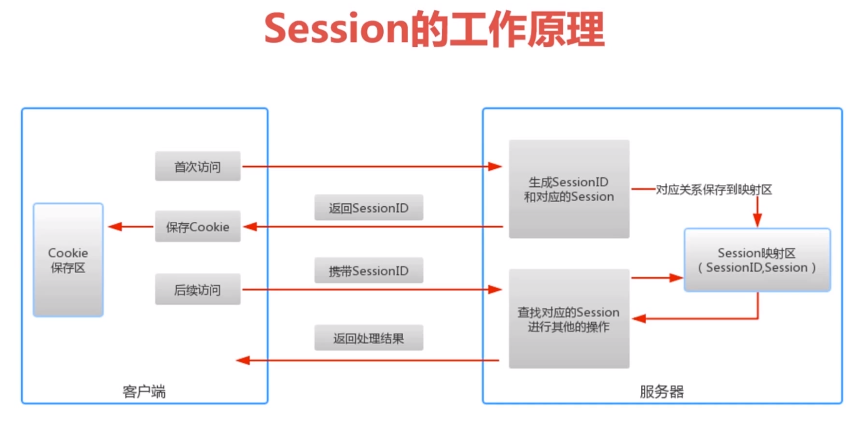 Session的工作原理
首次访问
生成SessionID
和对应的Session
对应关系保存到映射区
返回SessionID
保存Cookie
Cookie
保存区
Session映射区
（SessionID,Session）
携带SessionID
后续访问
查找对应的Session
进行其他的操作
返回处理结果
客户端
服务器